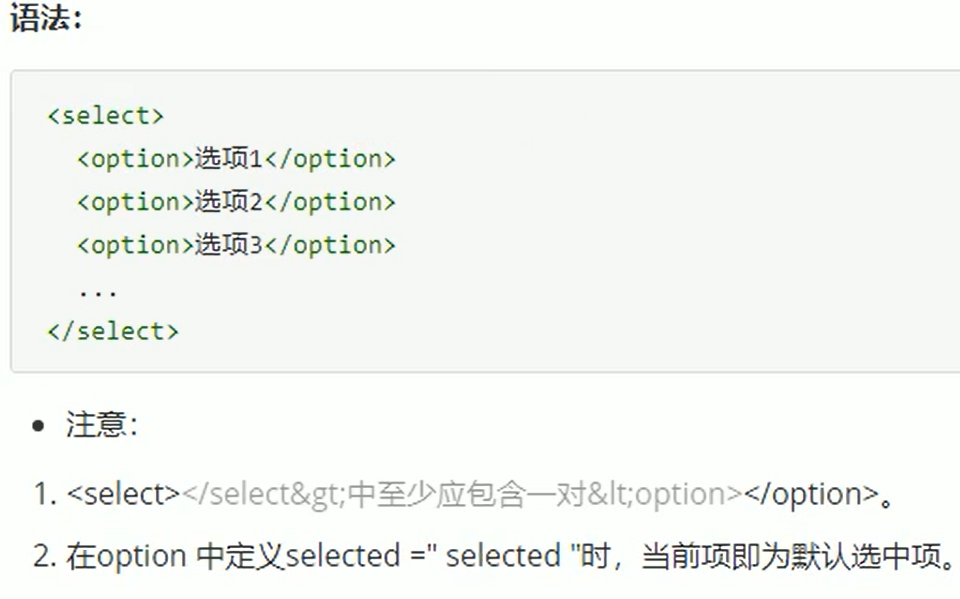 语法：
<select>
<option>选项1</option>
<option>选项2</option>
<option>选项3</option>
...
</select>
• 注意：
1. <select></select&gt;中至少应包含一对&lt;option></option>。
2. 在option 中定义selected =" selected "时，当前项即为默认选中项。